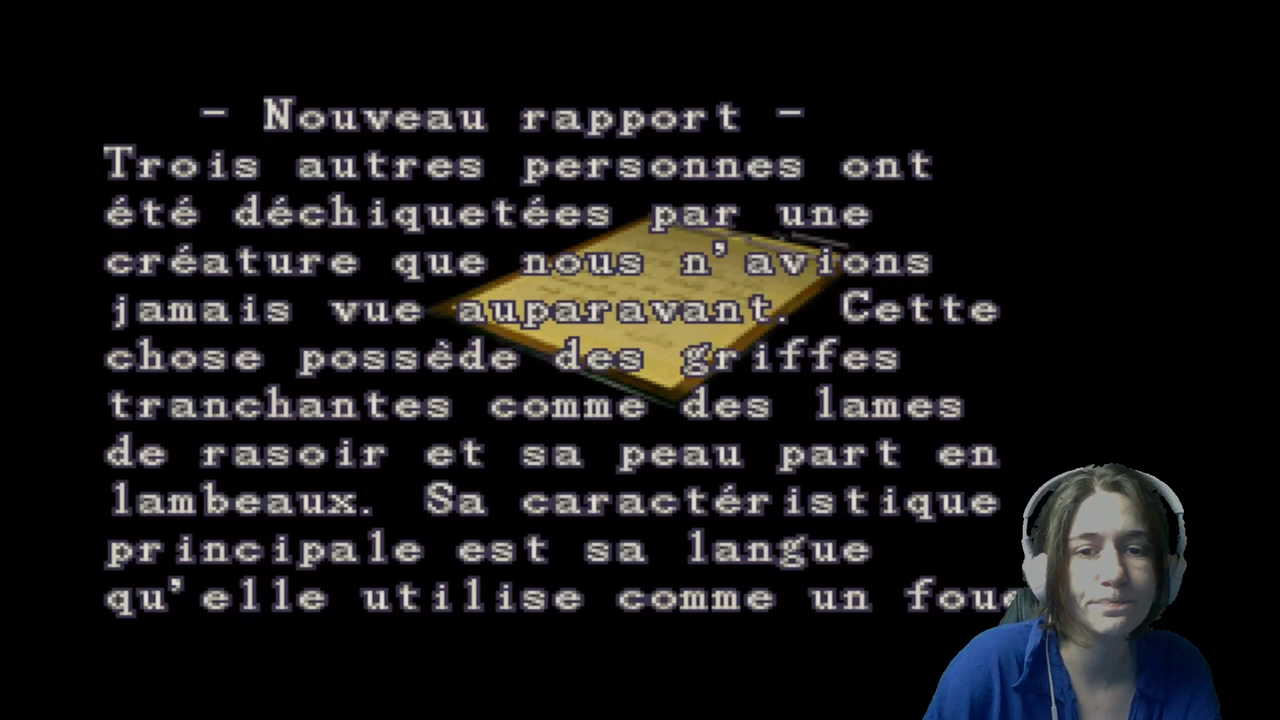 - Nouveau rapport -
Trois autres personnes ont
été déchiquetées par une
créature que nous n'avions
jamais vue auparavant. Cette
chose possède des griffes
tranchantes comme des lames
de rasoir et sa peau part en
lambeaux. Sa caractéristique
principale est sa langue
qu'elle utilise comme un